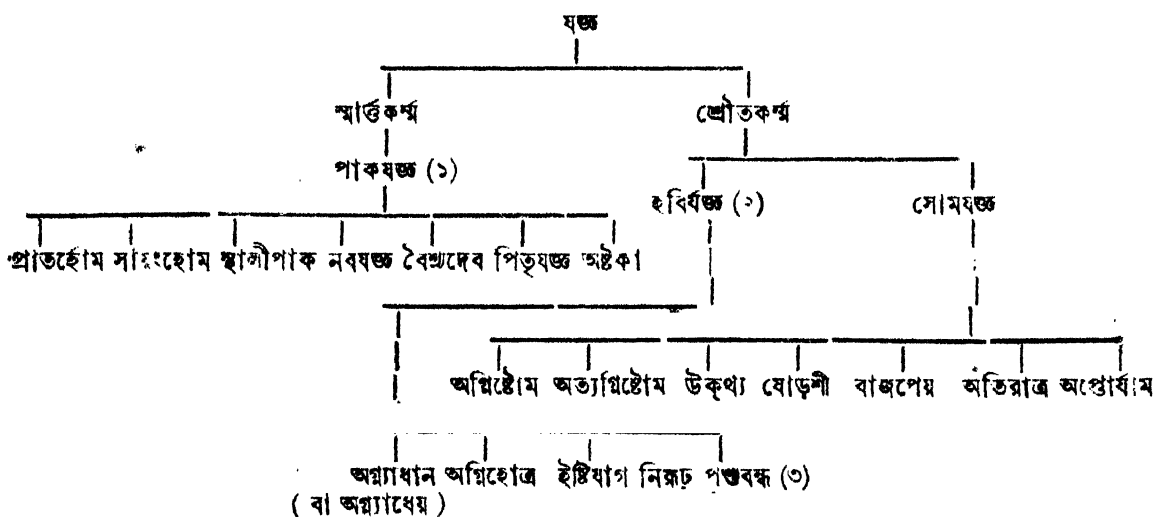 যজ্ঞ
স্মার্ত্তকর্ম্ম শ্রৌতকর্ম্ম
পাকযজ্ঞ (১)
হবির্যজ্ঞ (২) সোমযজ্ঞ
প্রাতর্হোম সায়ংহোম স্থালীপাক নবযজ্ঞ বৈশ্বদেব পিতৃযজ্ঞ অষ্টকা
অগ্নিষ্টোম অত্যগ্নিষ্টোম উক্‌থ্য ষোড়শী বাজপেয় অতিরাত্র অপ্তোর্যাম
অগ্ন্যাধান অগ্নিহোত্র ইষ্টিযাগ নিরূঢ় পশুবন্ধ (৩)
( বা অগ্ন্যাধেয় )